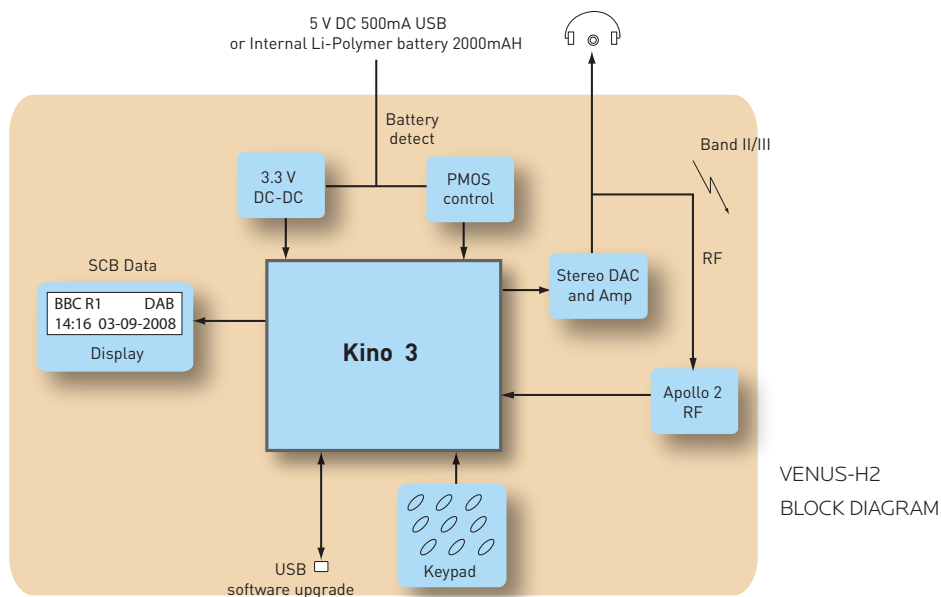 5 V DC 500mA USB
or Internal Li-Polymer battery 2000mAH
Battery
detect
Band II/III
3.3 V
DC-DC
PMOS
control
RF
SCB Data
BBC R1 DAB
14:16 03-09-2008
Display
Stereo DAC
and Amp
Kino 3
Apollo 2
RF
VENUS-H2
BLOCK DIAGRAM
USB
software upgrade
Keypad